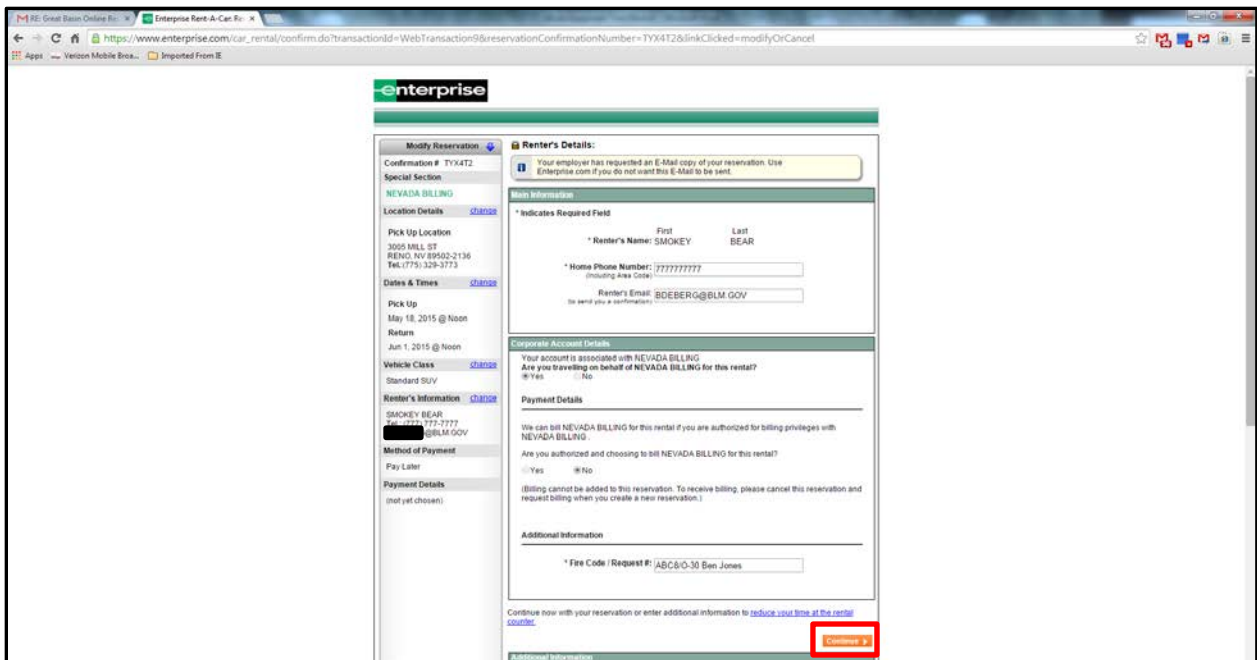 RE: Great Basin Online Re
Enterprise Rent-A-Car: Re
https://www.enterprise.com/car_rental/confirm.do?transactionId=WebTransaction9&reservationConfirmationNumber=TYX4T2&linkClicked=modifyOrCancel
Apps Verizon Mobile Broa... Imported From IE
enterprise
Modify Reservation
Confirmation # TYX4T2
Special Section
NEVADA BILLING
Location Details change
Pick Up Location
3005 MILL ST
RENO, NV 89502-2136
Tel.:(775) 329-3773
Dates & Times change
Pick Up
May 18, 2015 @ Noon
Return
Jun 1, 2015 @ Noon
Vehicle Class change
Standard SUV
Renter's Information change
SMOKEY BEAR
Tel.: (777) 777-7777
@BLM.GOV
Method of Payment
Pay Later
Payment Details
(not yet chosen)
Renter's Details:
Your employer has requested an E-Mail copy of your reservation. Use
Enterprise.com if you do not want this E-Mail to be sent.
Main Information
* Indicates Required Field
First Last
* Renter's Name: SMOKEY BEAR
* Home Phone Number: 7777777777
(Including Area Code)
Renter's Email: BDEBERG@BLM.GOV
(to send you a confirmation)
Corporate Account Details
Your account is associated with NEVADA BILLING
Are you travelling on behalf of NEVADA BILLING for this rental?
Yes No
Payment Details
We can bill NEVADA BILLING for this rental if you are authorized for billing privileges with
NEVADA BILLING .
Are you authorized and choosing to bill NEVADA BILLING for this rental?
Yes No
(Billing cannot be added to this reservation. To receive billing, please cancel this reservation and
request billing when you create a new reservation.)
Additional Information
* Fire Code / Request #: ABC8/O-30 Ben Jones
Continue now with your reservation or enter additional information to reduce your time at the rental
counter.
Continue
Additional Information